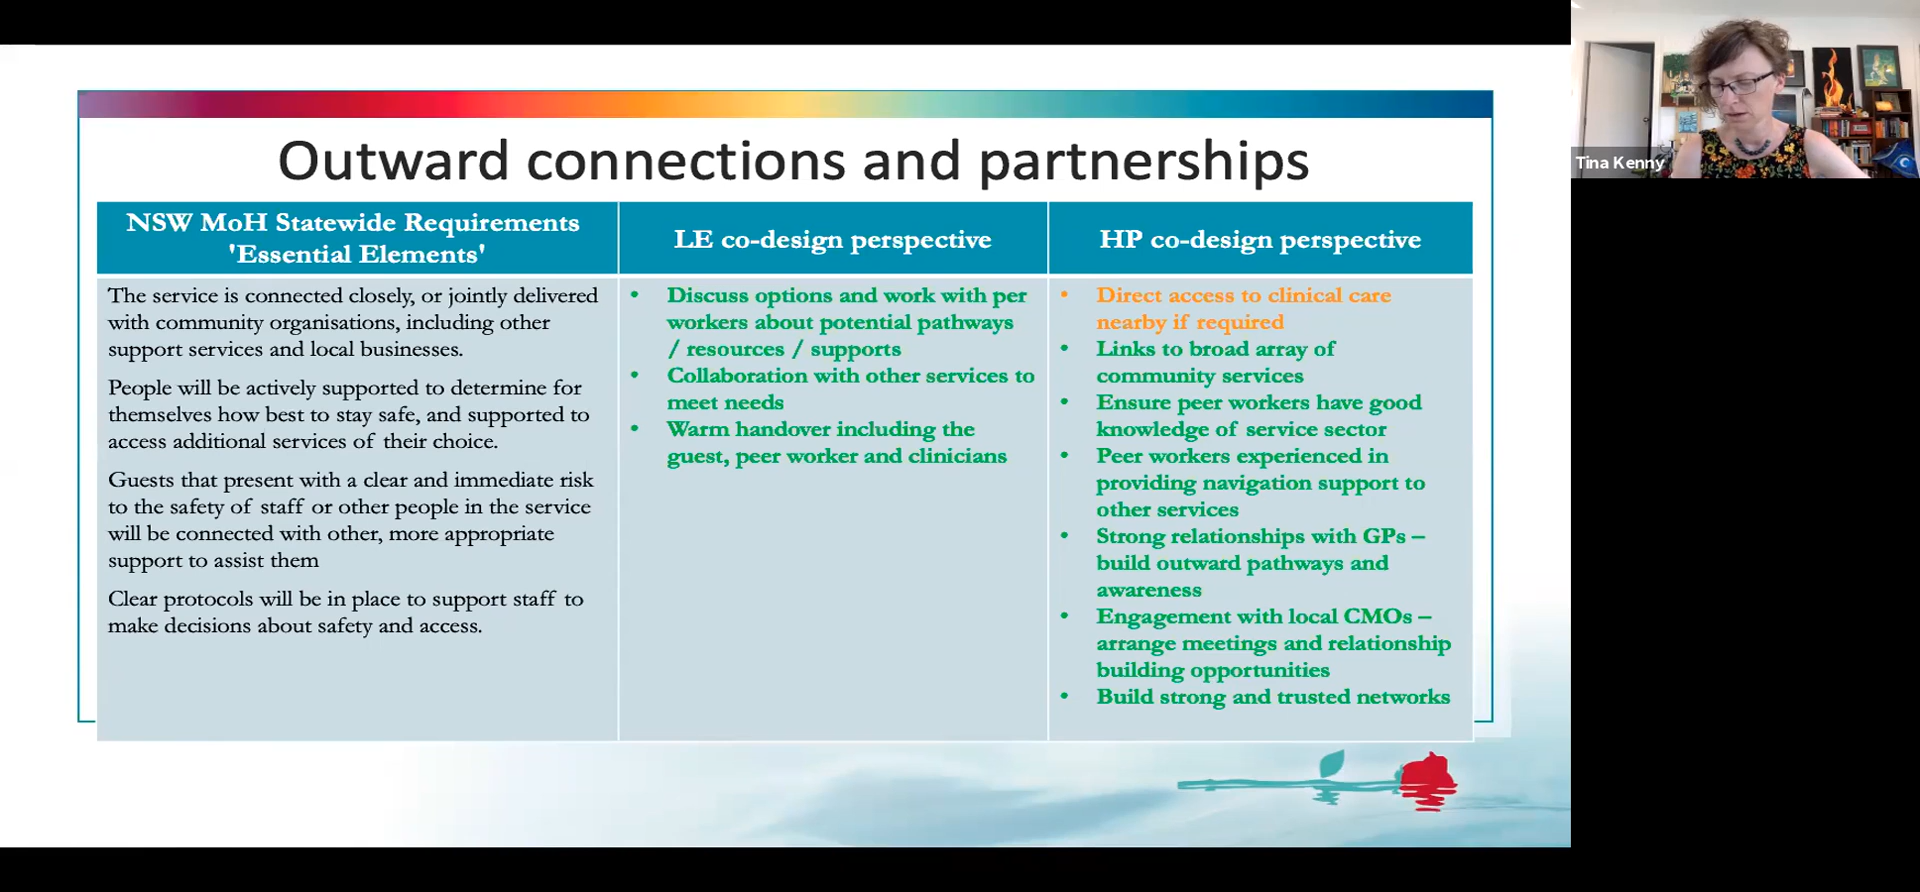 Outward connections and partnerships
NSW MoH Statewide Requirements
'Essential Elements'
The service is connected closely, or jointly delivered
with community organisations, including other
support services and local businesses.
People will be actively supported to determine for
themselves how best to stay safe, and supported to
access additional services of their choice.
Guests that present with a clear and immediate risk
to the safety of staff or other people in the service
will be connected with other, more appropriate
support to assist them
Clear protocols will be in place to support staff to
make decisions about safety and access.
LE co-design perspective
• Discuss options and work with per
workers about potential pathways
/ resources / supports
• Collaboration with other services to
meet needs
• Warm handover including the
guest, peer worker and clinicians
HP co-design perspective
• Direct access to clinical care
nearby if required
• Links to broad array of
community services
• Ensure peer workers have good
knowledge of service sector
• Peer workers experienced in
providing navigation support to
other services
• Strong relationships with GPs –
build outward pathways and
awareness
• Engagement with local CMOs –
arrange meetings and relationship
building opportunities
• Build strong and trusted networks
Tina Kenny